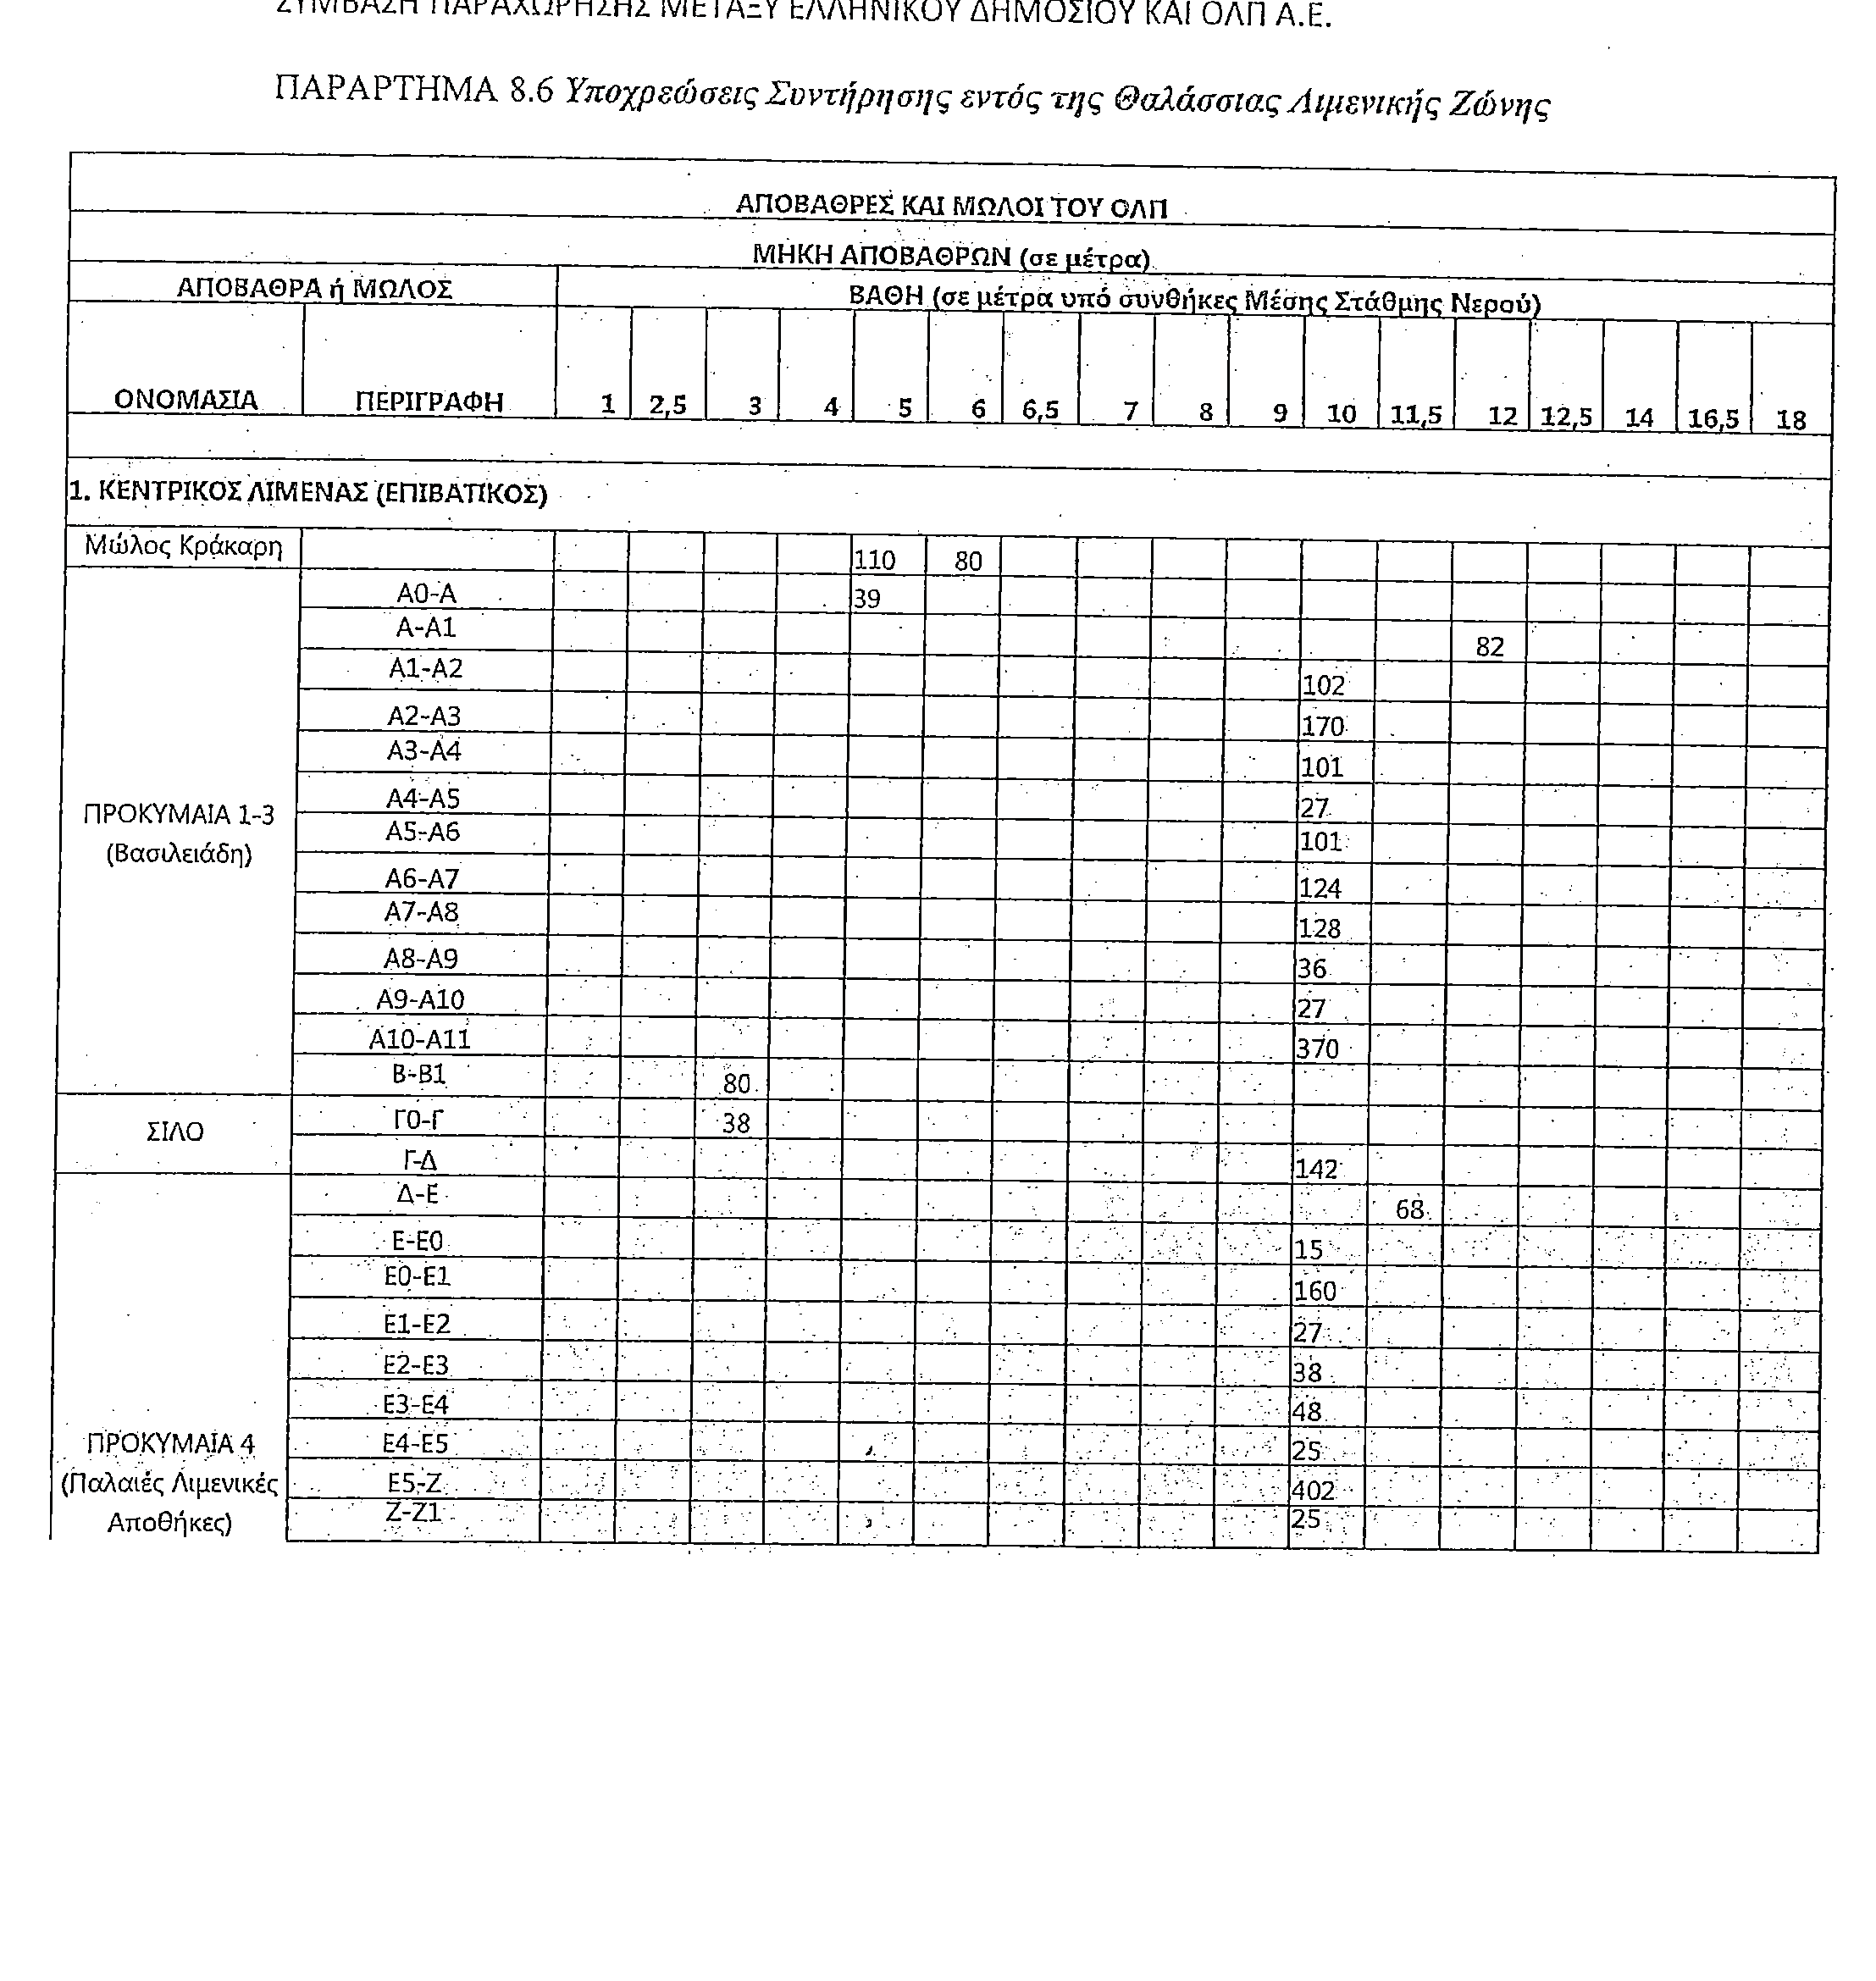 ΣΥΜΒΑΣΗ ΠΑΡΑΧΩΡΗΣΗΣ ΜΕΤΑΞΥ ΕΛΛΗΝΙΚΟΥ ΔΗΜΟΣΙΟΥ ΚΑΙ ΟΛΠ Α.Ε.
ΠΑΡΑΡΤΗΜΑ 8.6 Υποχρεώσεις Συντήρησης εντός της Θαλάσσιας Λιμενικής Ζώνης
ΑΠΟΒΑΘΡΕΣ ΚΑΙ ΜΩΛΟΙ ΤΟΥ ΟΛΠ
ΜΗΚΗ ΑΠΟΒΑΘΡΩΝ (σε μέτρα)
ΑΠΟΒΑΘΡΑ ή ΜΩΛΟΣ ΒΑΘΗ (σε μέτρα υπό συνθήκες Μέσης Στάθμης Νερού)
ΟΝΟΜΑΣΙΑ ΠΕΡΙΓΡΑΦΗ 1 2,5 3 4 5 6 6,5 7 8 9 10 11,5 12 12,5 14 16,5 18
1. ΚΕΝΤΡΙΚΟΣ ΛΙΜΕΝΑΣ (ΕΠΙΒΑΤΙΚΟΣ)
Μώλος Κράκαρη 110 80
Α0-Α 39
Α-Α1 82
Α1-Α2 102
Α2-Α3 170
Α3-Α4 101
Α4-Α5 27
ΠΡΟΚΥΜΑΙΑ 1-3
Α5-Α6 101
(Βασιλειάδη)
Α6-Α7 124
Α7-Α8 128
Α8-Α9 36
Α9-Α10 27
Α10-Α11 370
Β-Β1 80
ΣΙΛΟ Γ0-Γ 38
Γ-Δ 142
Δ-Ε 68
Ε-Ε0 15
Ε0-Ε1 160
Ε1-Ε2 27
Ε2-Ε3 38
Ε3-Ε4 48
ΠΡΟΚΥΜΑΙΑ 4 Ε4-Ε5 25
(Παλαιές Λιμενικές Ε5-Ζ 402
Αποθήκες) Ζ-Ζ1 25